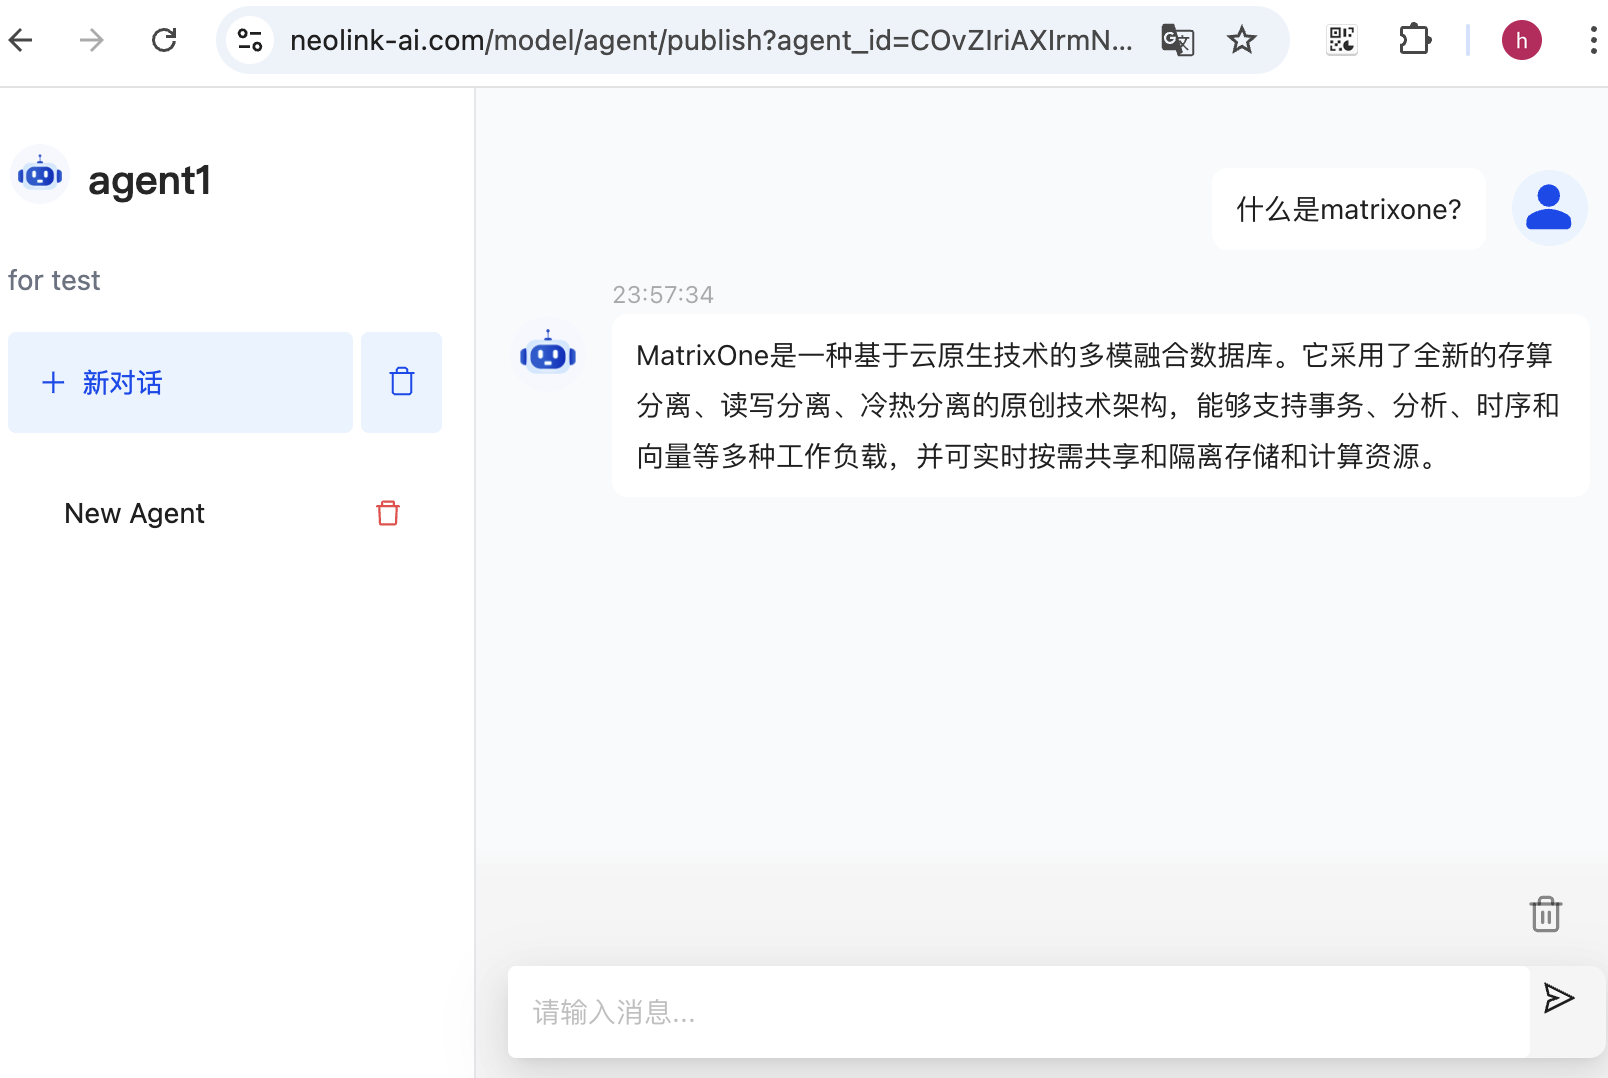 neolink-ai.com/model/agent/publish?agent_id=COvZIriAXIrmN...
h
agent1
for test
新对话
New Agent
什么是matrixone?
23:57:34
MatrixOne是一种基于云原生技术的多模融合数据库。它采用了全新的存算
分离、读写分离、冷热分离的原创技术架构，能够支持事务、分析、时序和
向量等多种工作负载，并可实时按需共享和隔离存储和计算资源。
请输入消息...